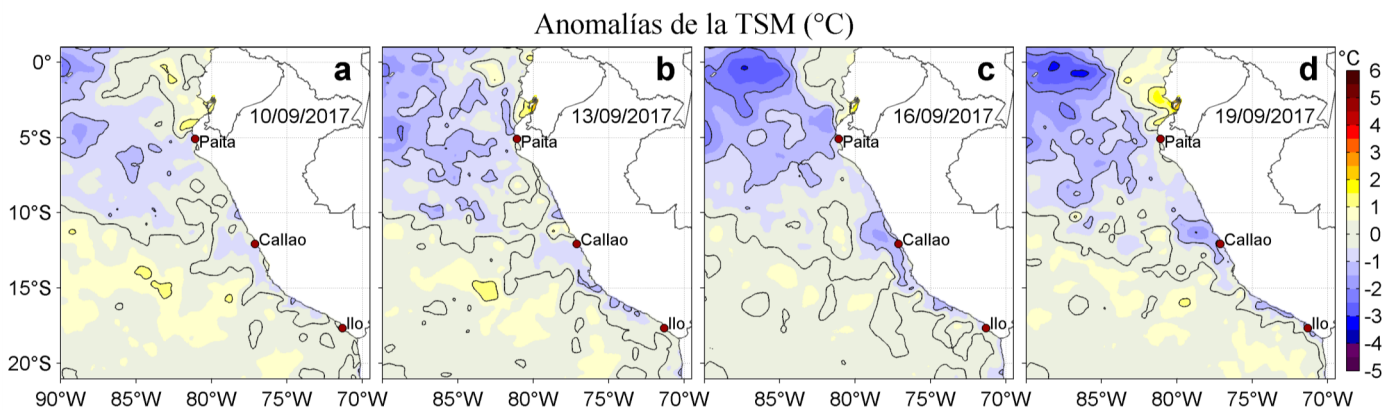 Anomalías de la TSM (°C)
a
10/09/2017
Paita
Callao
Ilo
b
13/09/2017
Paita
Callao
Ilo
c
16/09/2017
Paita
Callao
Ilo
d
19/09/2017
Paita
Callao
Ilo
0°
5°S
10°S
15°S
20°S
90°W 85°W 80°W 75°W 70°W
85°W 80°W 75°W 70°W
85°W 80°W 75°W 70°W
85°W 80°W 75°W 70°W
°C
6
5
4
3
2
1
0
-1
-2
-3
-4
-5